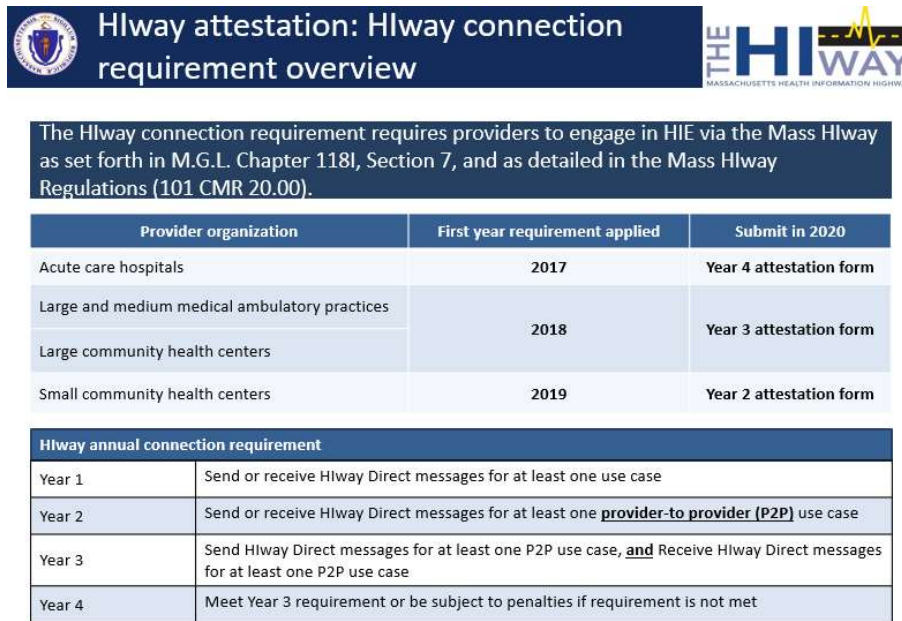 HIway attestation: HIway connection
requirement overview
THE HIWAY
MASSACHUSETTS HEALTH INFORMATION HIGHW
The HIway connection requirement requires providers to engage in HIE via the Mass HIway
as set forth in M.G.L. Chapter 118I, Section 7, and as detailed in the Mass HIway
Regulations (101 CMR 20.00).
Provider organization First year requirement applied Submit in 2020
Acute care hospitals 2017 Year 4 attestation form
Large and medium medical ambulatory practices
2018 Year 3 attestation form
Large community health centers
Small community health centers 2019 Year 2 attestation form
HIway annual connection requirement
Year 1 Send or receive HIway Direct messages for at least one use case
Year 2 Send or receive HIway Direct messages for at least one provider-to provider (P2P) use case
Year 3 Send HIway Direct messages for at least one P2P use case, and Receive HIway Direct messages
for at least one P2P use case
Year 4 Meet Year 3 requirement or be subject to penalties if requirement is not met